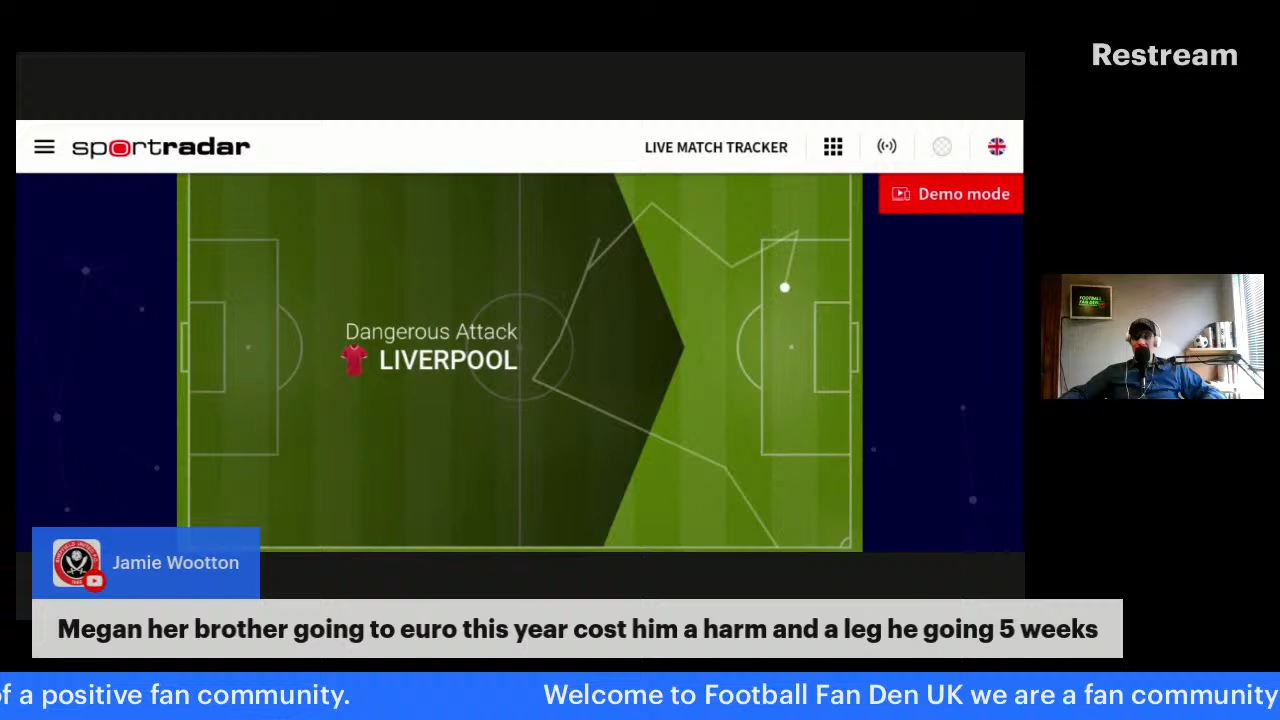 Restream
sportradar
LIVE MATCH TRACKER
Demo mode
Dangerous Attack
LIVERPOOL
Jamie Wootton
Megan her brother going to euro this year cost him a harm and a leg he going 5 weeks
of a positive fan community. Welcome to Football Fan Den UK we are a fan community